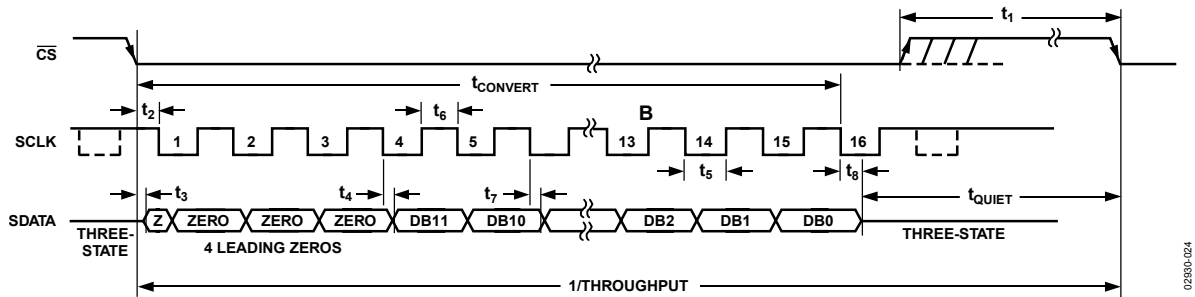 t1
CS
tCONVERT
t2
t6
B
SCLK
1
2
3
4
5
13
14
15
16
t5
t8
t3
t4
t7
tQUIET
SDATA
Z
ZERO
ZERO
ZERO
DB11
DB10
DB2
DB1
DB0
THREE-
STATE
4 LEADING ZEROS
THREE-STATE
1/THROUGHPUT
02930-024